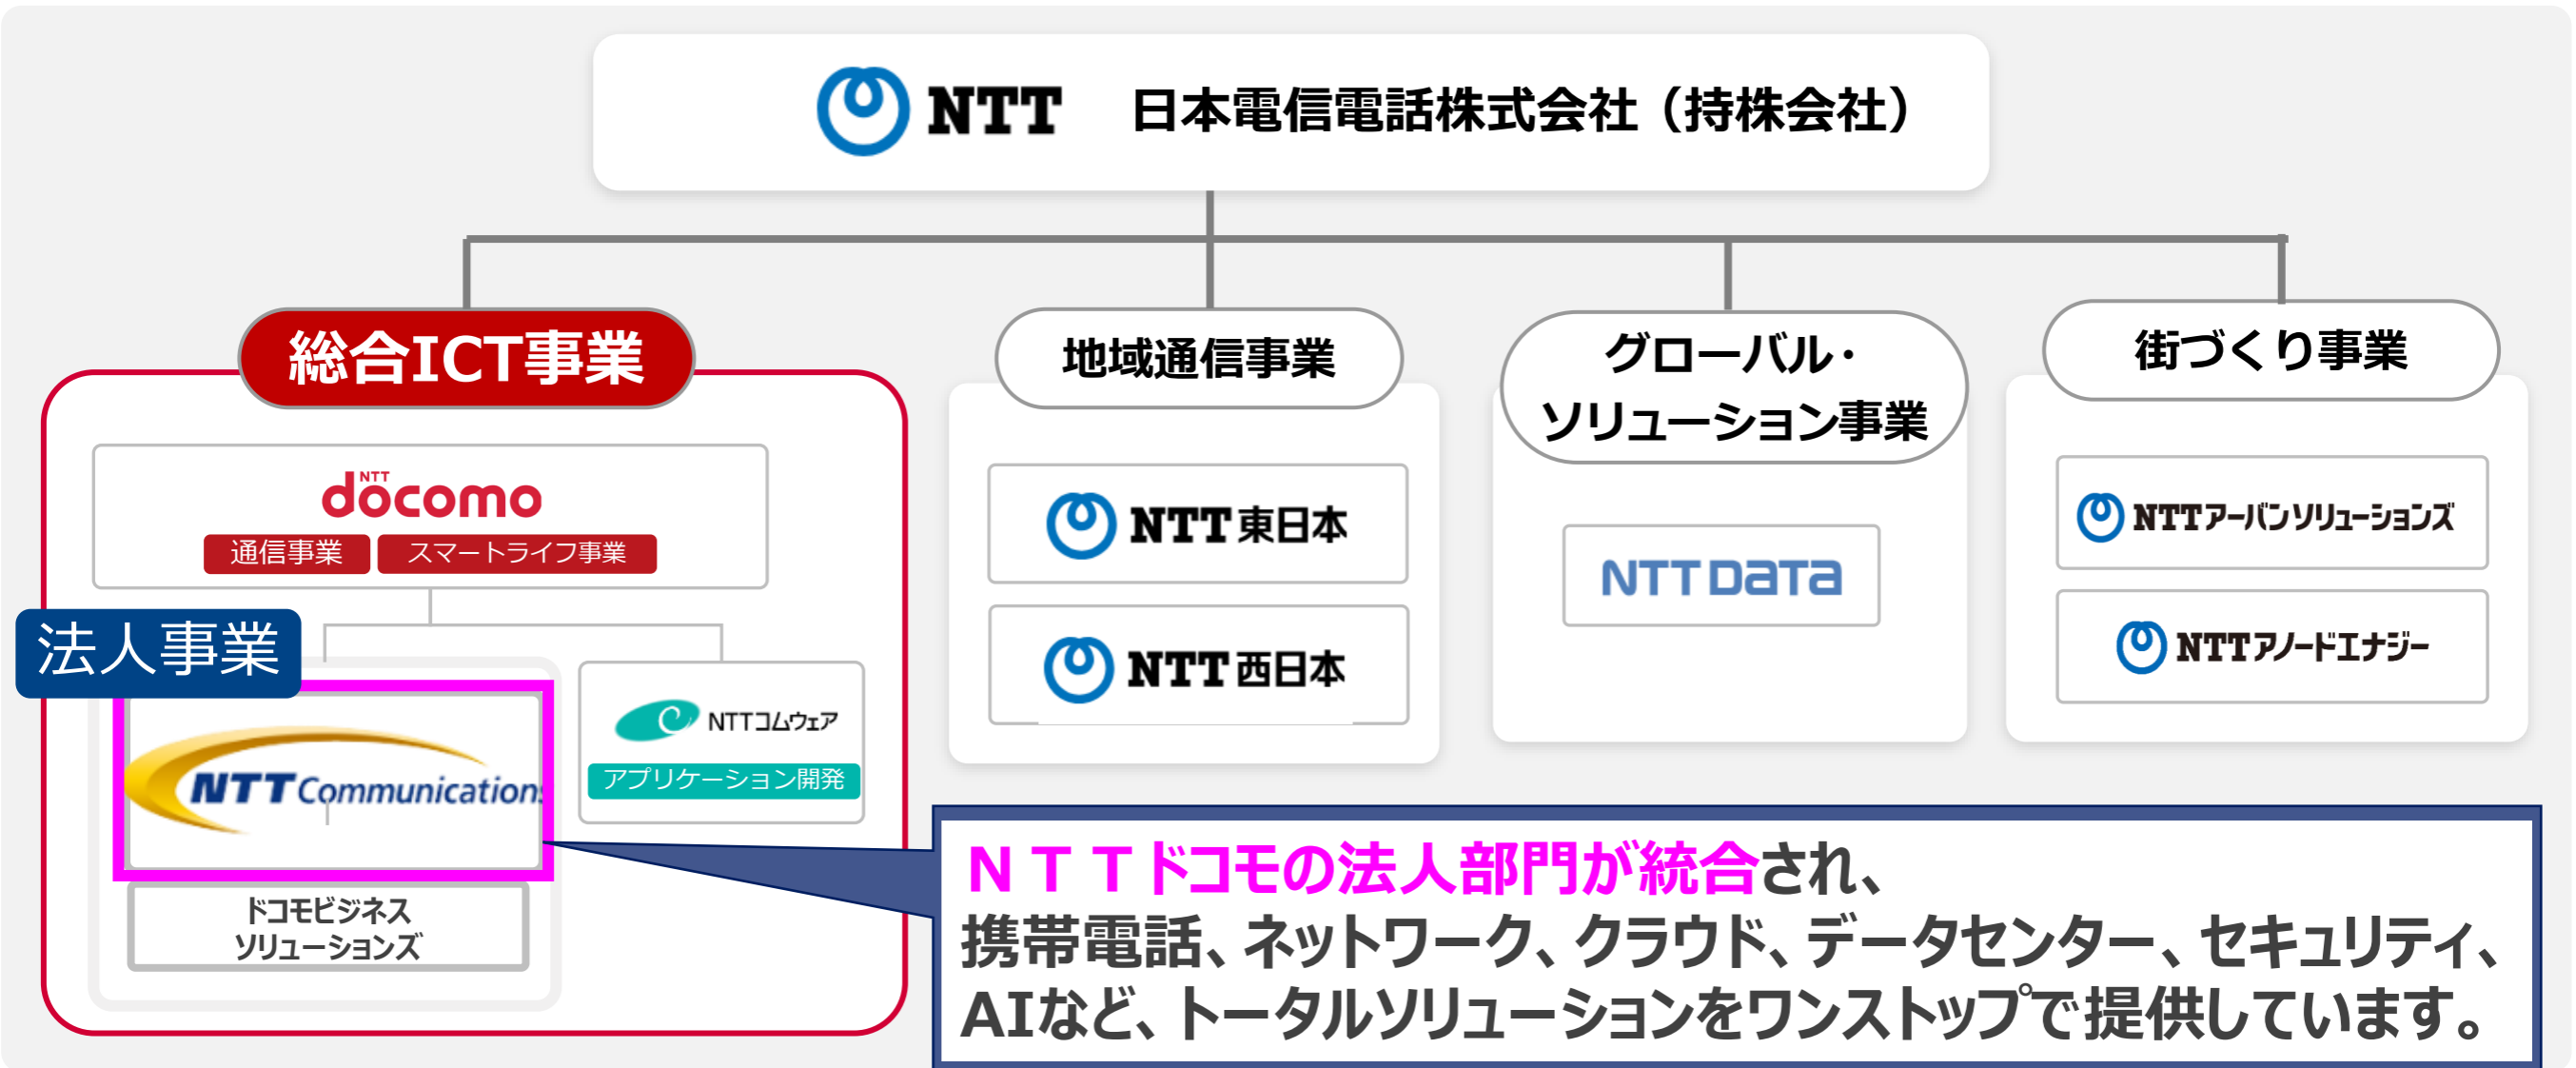 NTT 日本電信電話株式会社（持株会社）
総合ICT事業
NTT
docomo
通信事業 スマートライフ事業
法人事業
NTT Communications
ドコモビジネス
ソリューションズ
NTTコムウェア
アプリケーション開発
地域通信事業
NTT東日本
NTT西日本
グローバル・
ソリューション事業
NTT DATA
街づくり事業
NTTアーバンソリューションズ
NTTアノードエナジー
ＮＴＴドコモの法人部門が統合され、
携帯電話、ネットワーク、クラウド、データセンター、セキュリティ、
AIなど、トータルソリューションをワンストップで提供しています。